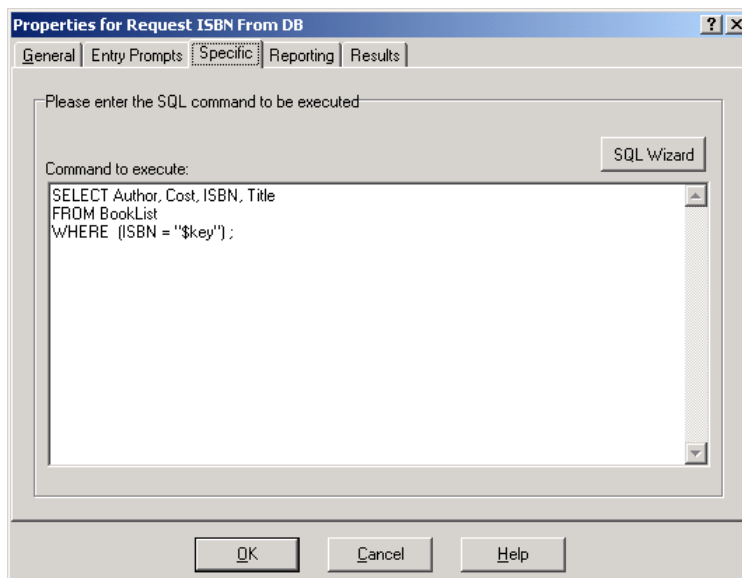 Properties for Request ISBN From DB
General Entry Prompts Specific Reporting Results
Please enter the SQL command to be executed
SQL Wizard
Command to execute:
SELECT Author, Cost, ISBN, Title
FROM BookList
WHERE (ISBN = "$key") ;
OK Cancel Help